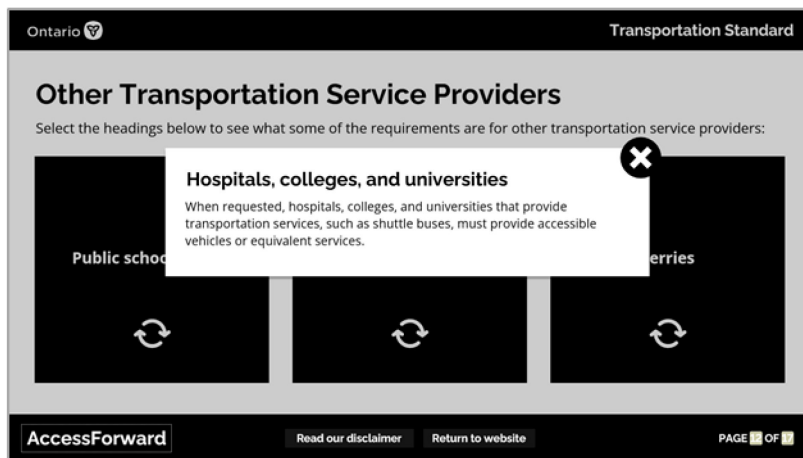 Ontario
Transportation Standard
Other Transportation Service Providers
Select the headings below to see what some of the requirements are for other transportation service providers:
Hospitals, colleges, and universities
When requested, hospitals, colleges, and universities that provide
transportation services, such as shuttle buses, must provide accessible
vehicles or equivalent services.
Public schoo
erries
AccessForward
Read our disclaimer
Return to website
PAGE 12 OF 17